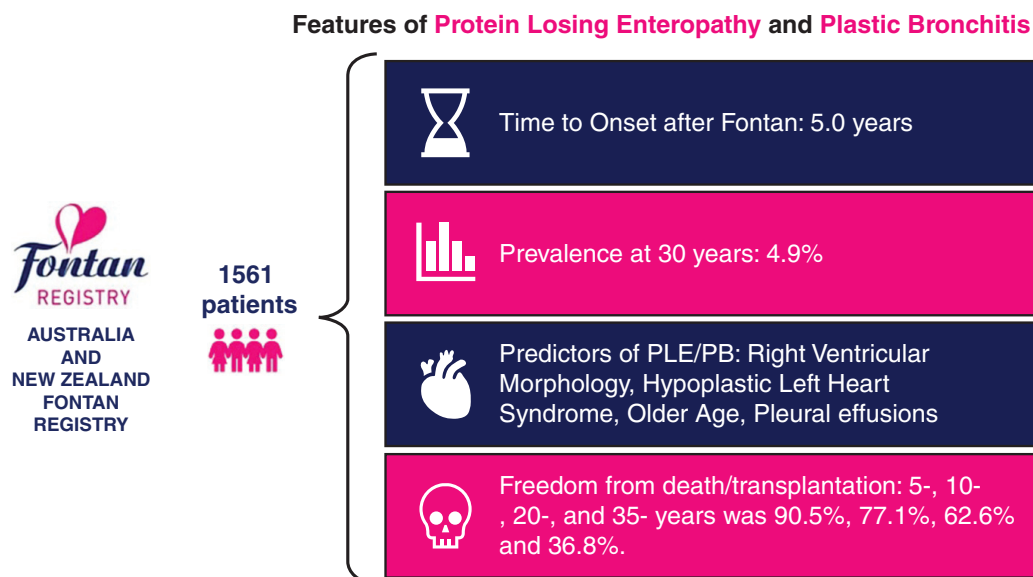 Features of Protein Losing Enteropathy and Plastic Bronchitis
Fontan
REGISTRY
AUSTRALIA
AND
NEW ZEALAND
FONTAN
REGISTRY
1561
patients
Time to Onset after Fontan: 5.0 years
Prevalence at 30 years: 4.9%
Predictors of PLE/PB: Right Ventricular
Morphology, Hypoplastic Left Heart
Syndrome, Older Age, Pleural effusions
Freedom from death/transplantation: 5-, 10-
, 20-, and 35- years was 90.5%, 77.1%, 62.6%
and 36.8%.